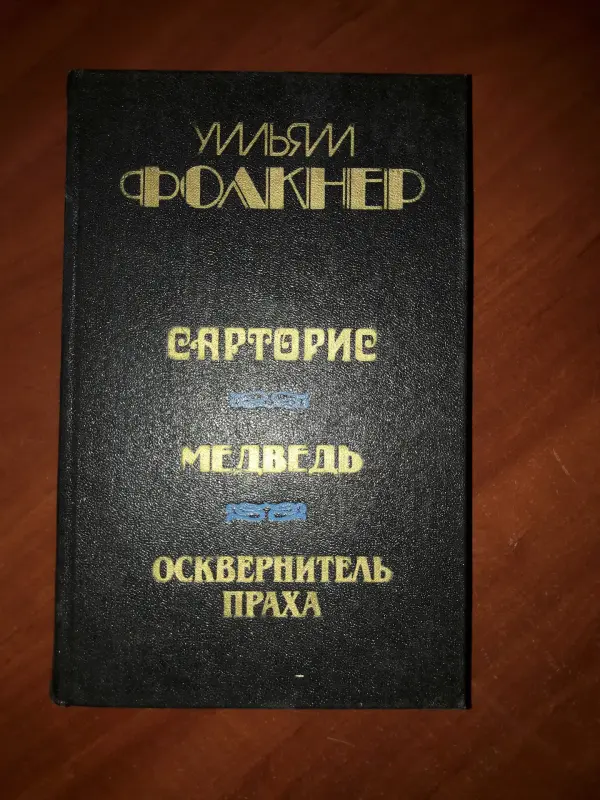 УИЛЬЯМ
ФОЛКНЕР
САРТОРИС
МЕДВЕДЬ
ОСКВЕРНИТЕЛЬ
ПРАХА